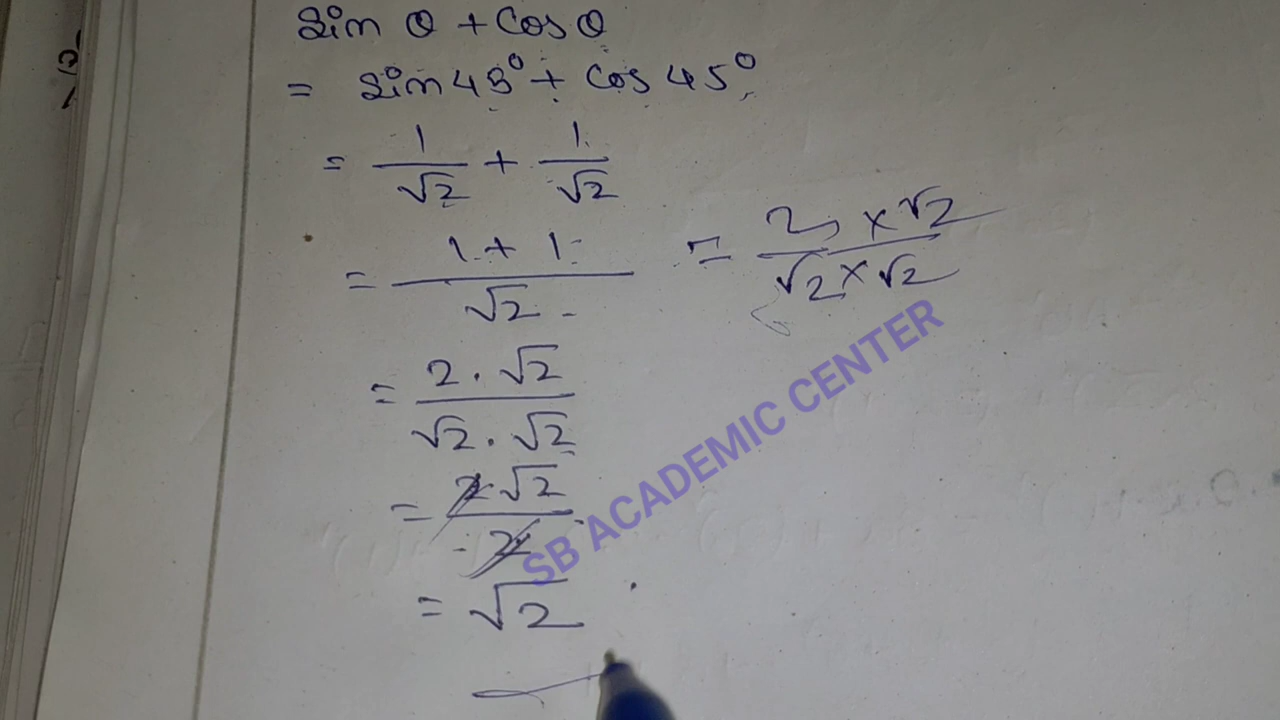 sin θ + cos θ
= sin 45° + cos 45°
= 1/√2 + 1/√2
= 1 + 1/√2 = 2 × √2/√2 × √2
= 2 . √2/√2 . √2
= 2 √2/2
= √2
SB ACADEMIC CENTER